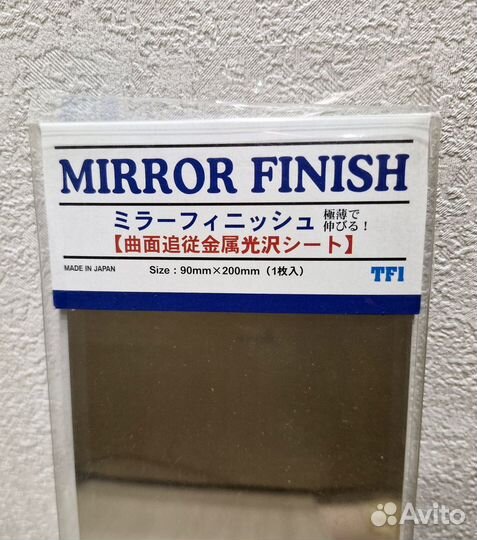 MIRROR FINISH
ミラーフィニッシュ 極薄で伸びる！
【曲面追従金属光沢シート】
MADE IN JAPAN Size：90mm×200mm（1枚入） TFI
Avito